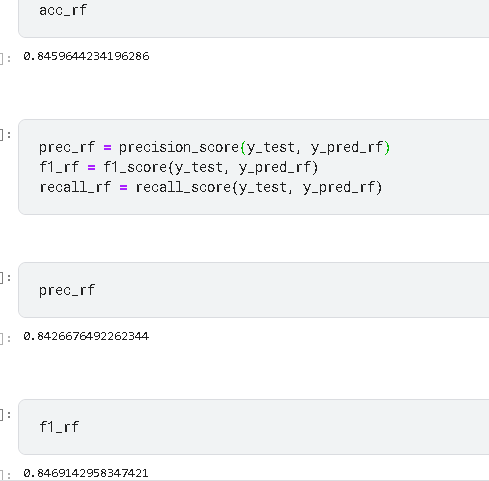 acc_rf
]: 0.8459644234196286
]: prec_rf = precision_score(y_test, y_pred_rf)
f1_rf = f1_score(y_test, y_pred_rf)
recall_rf = recall_score(y_test, y_pred_rf)
]: prec_rf
]: 0.8426676492262344
]: f1_rf
]: 0.8469142958347421